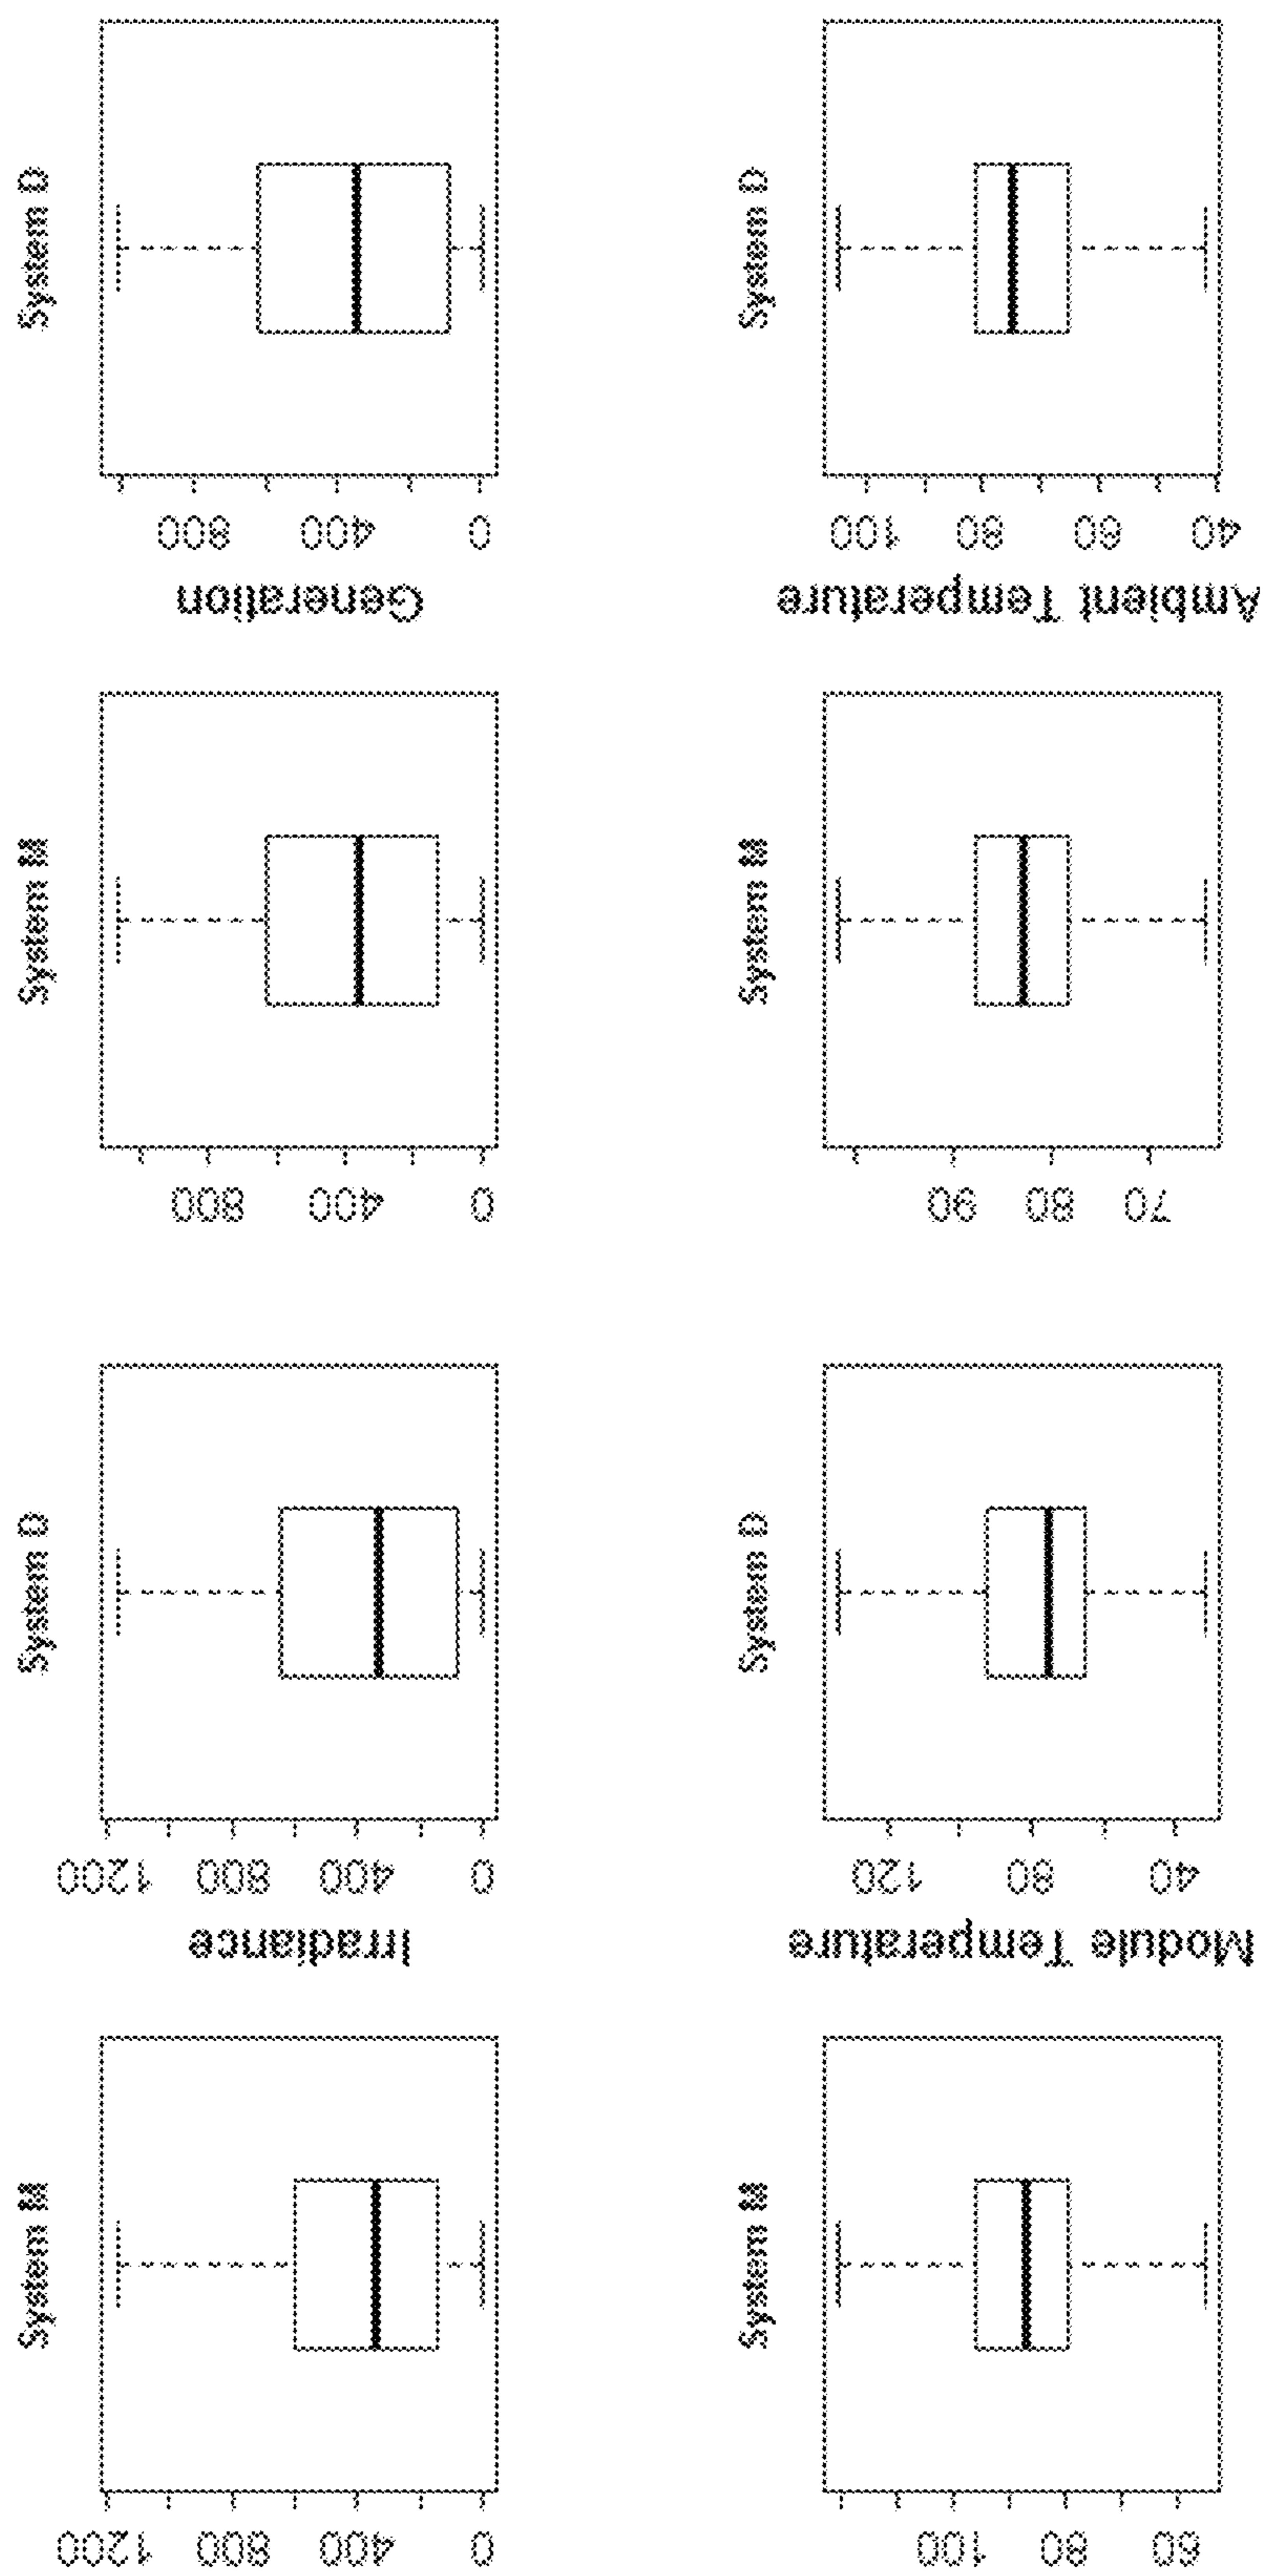 System M
1200
800
400
0
Irradiance
System D
1200
800
400
0
System M
800
400
0
Generation
System D
800
400
0
System M
100
80
60
Module Temperature
System D
120
80
40
System M
90
80
70
Ambient Temperature
System D
100
80
60
40